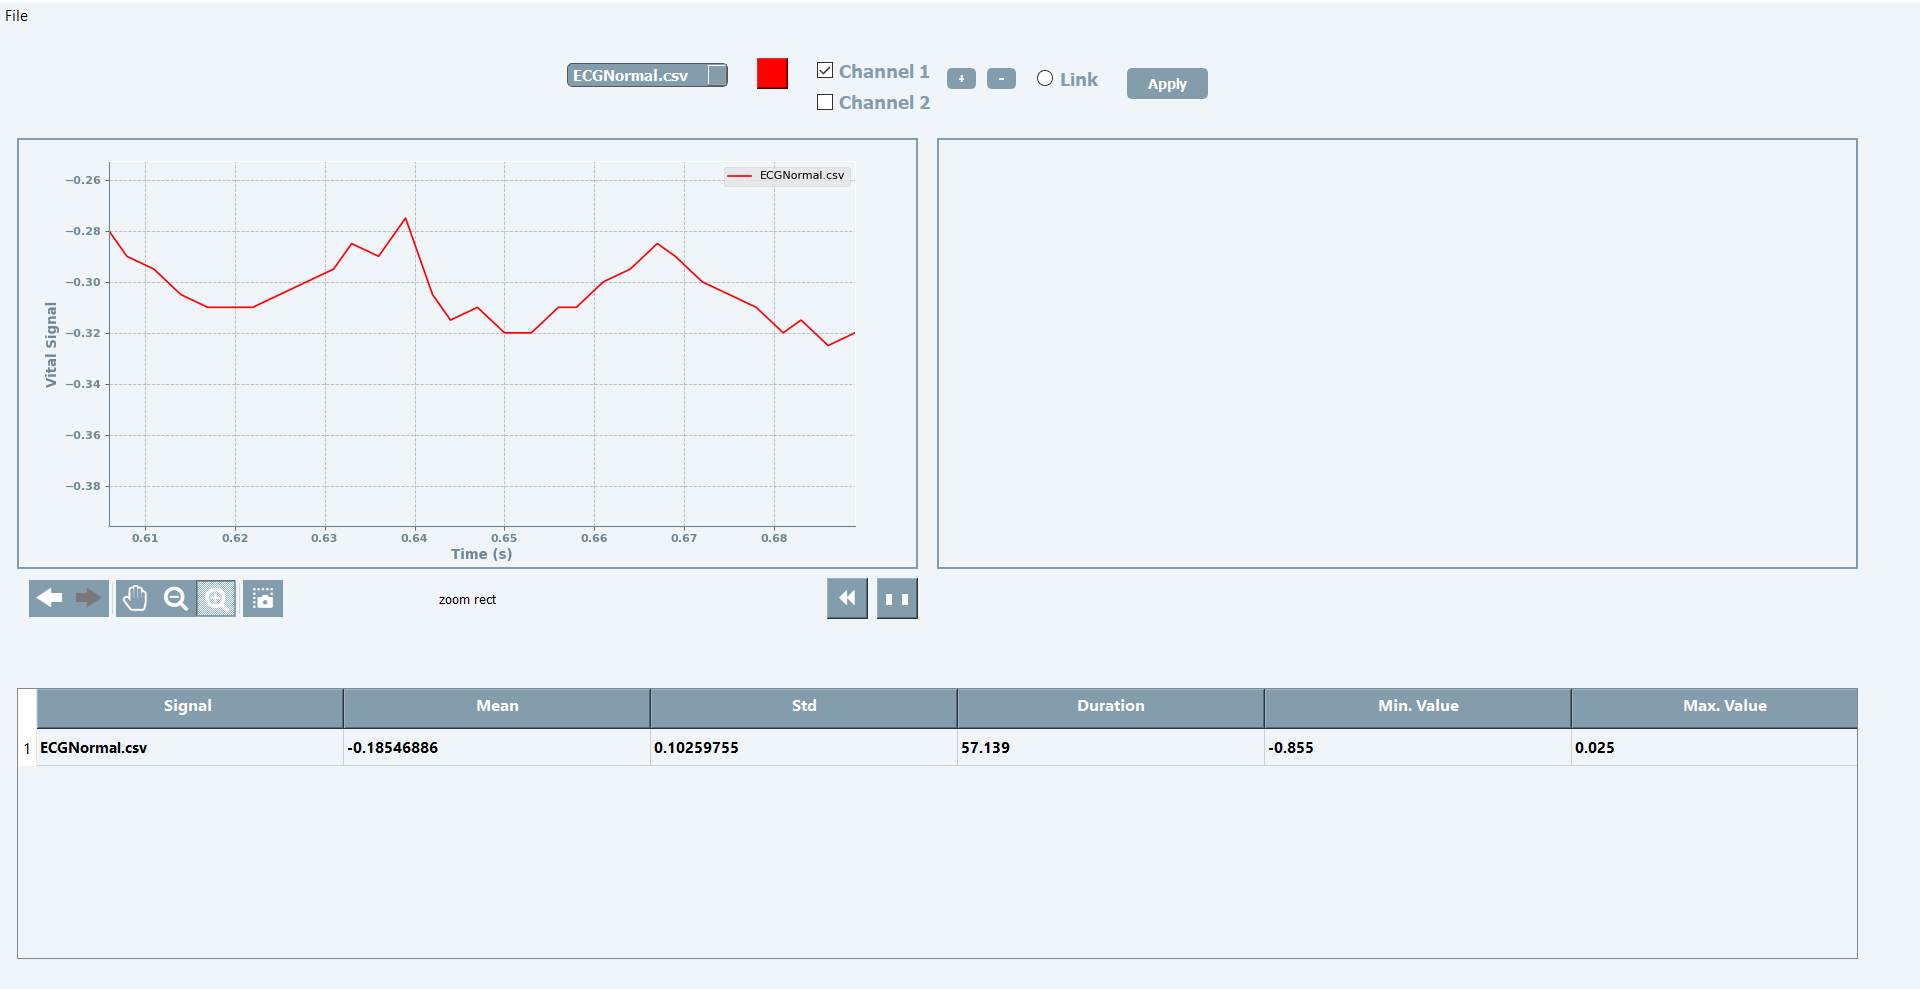 File
ECGNormal.csv
Channel 1
Channel 2
+
-
Link
Apply
ECGNormal.csv
−0.26
−0.28
−0.30
−0.32
−0.34
−0.36
−0.38
Vital Signal
0.61 0.62 0.63 0.64 0.65 0.66 0.67 0.68
Time (s)
zoom rect
Signal Mean Std Duration Min. Value Max. Value
1 ECGNormal.csv -0.18546886 0.10259755 57.139 -0.855 0.025